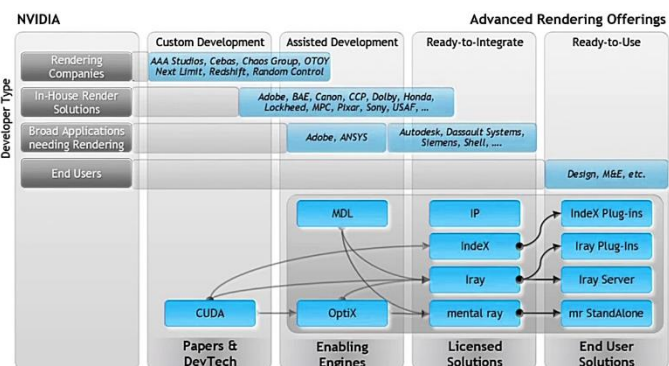 NVIDIA
Advanced Rendering Offerings
Custom Development
Assisted Development
Ready-to-Integrate
Ready-to-Use
Developer Type
Rendering
Companies
AAA Studios, Cebas, Chaos Group, OTOY
Next Limit, Redshift, Random Control
In-House Render
Solutions
Adobe, BAE, Canon, CCP, Dolby, Honda,
Lockheed, MPC, Pixar, Sony, USAF, …
Broad Applications
needing Rendering
Adobe, ANSYS
Autodesk, Dassault Systems,
Siemens, Shell, ....
End Users
Design, M&E, etc.
MDL
IP
IndeX Plug-ins
IndeX
Iray Plug-Ins
Iray
Iray Server
CUDA
OptiX
mental ray
mr StandAlone
Papers &
DevTech
Enabling
Engines
Licensed
Solutions
End User
Solutions